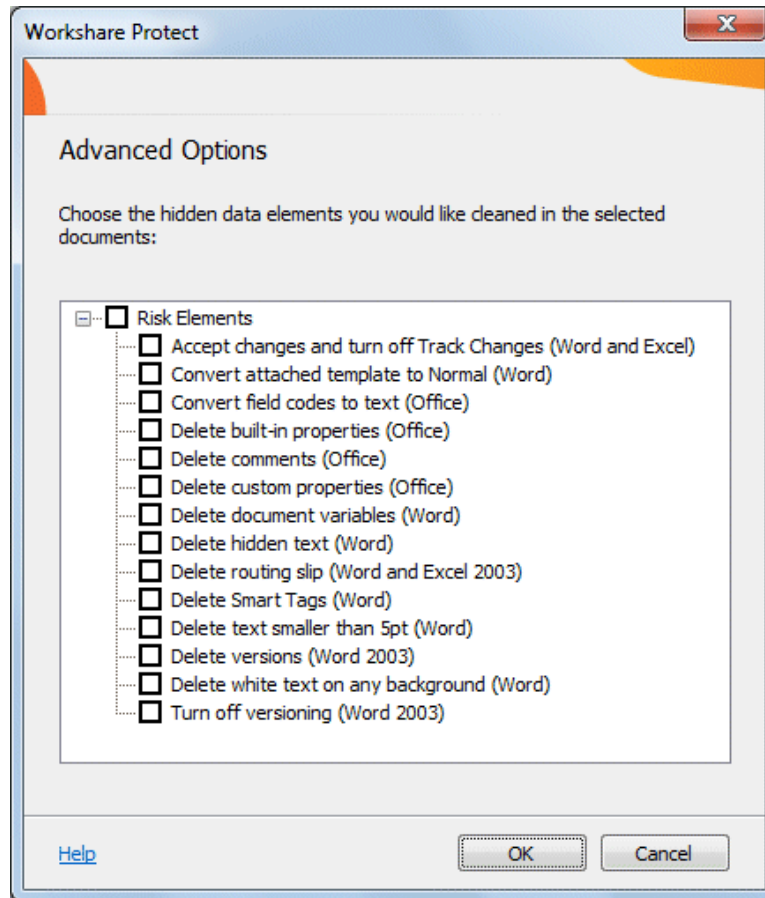 Workshare Protect
Advanced Options
Choose the hidden data elements you would like cleaned in the selected
documents:
Risk Elements
Accept changes and turn off Track Changes (Word and Excel)
Convert attached template to Normal (Word)
Convert field codes to text (Office)
Delete built-in properties (Office)
Delete comments (Office)
Delete custom properties (Office)
Delete document variables (Word)
Delete hidden text (Word)
Delete routing slip (Word and Excel 2003)
Delete Smart Tags (Word)
Delete text smaller than 5pt (Word)
Delete versions (Word 2003)
Delete white text on any background (Word)
Turn off versioning (Word 2003)
Help OK Cancel